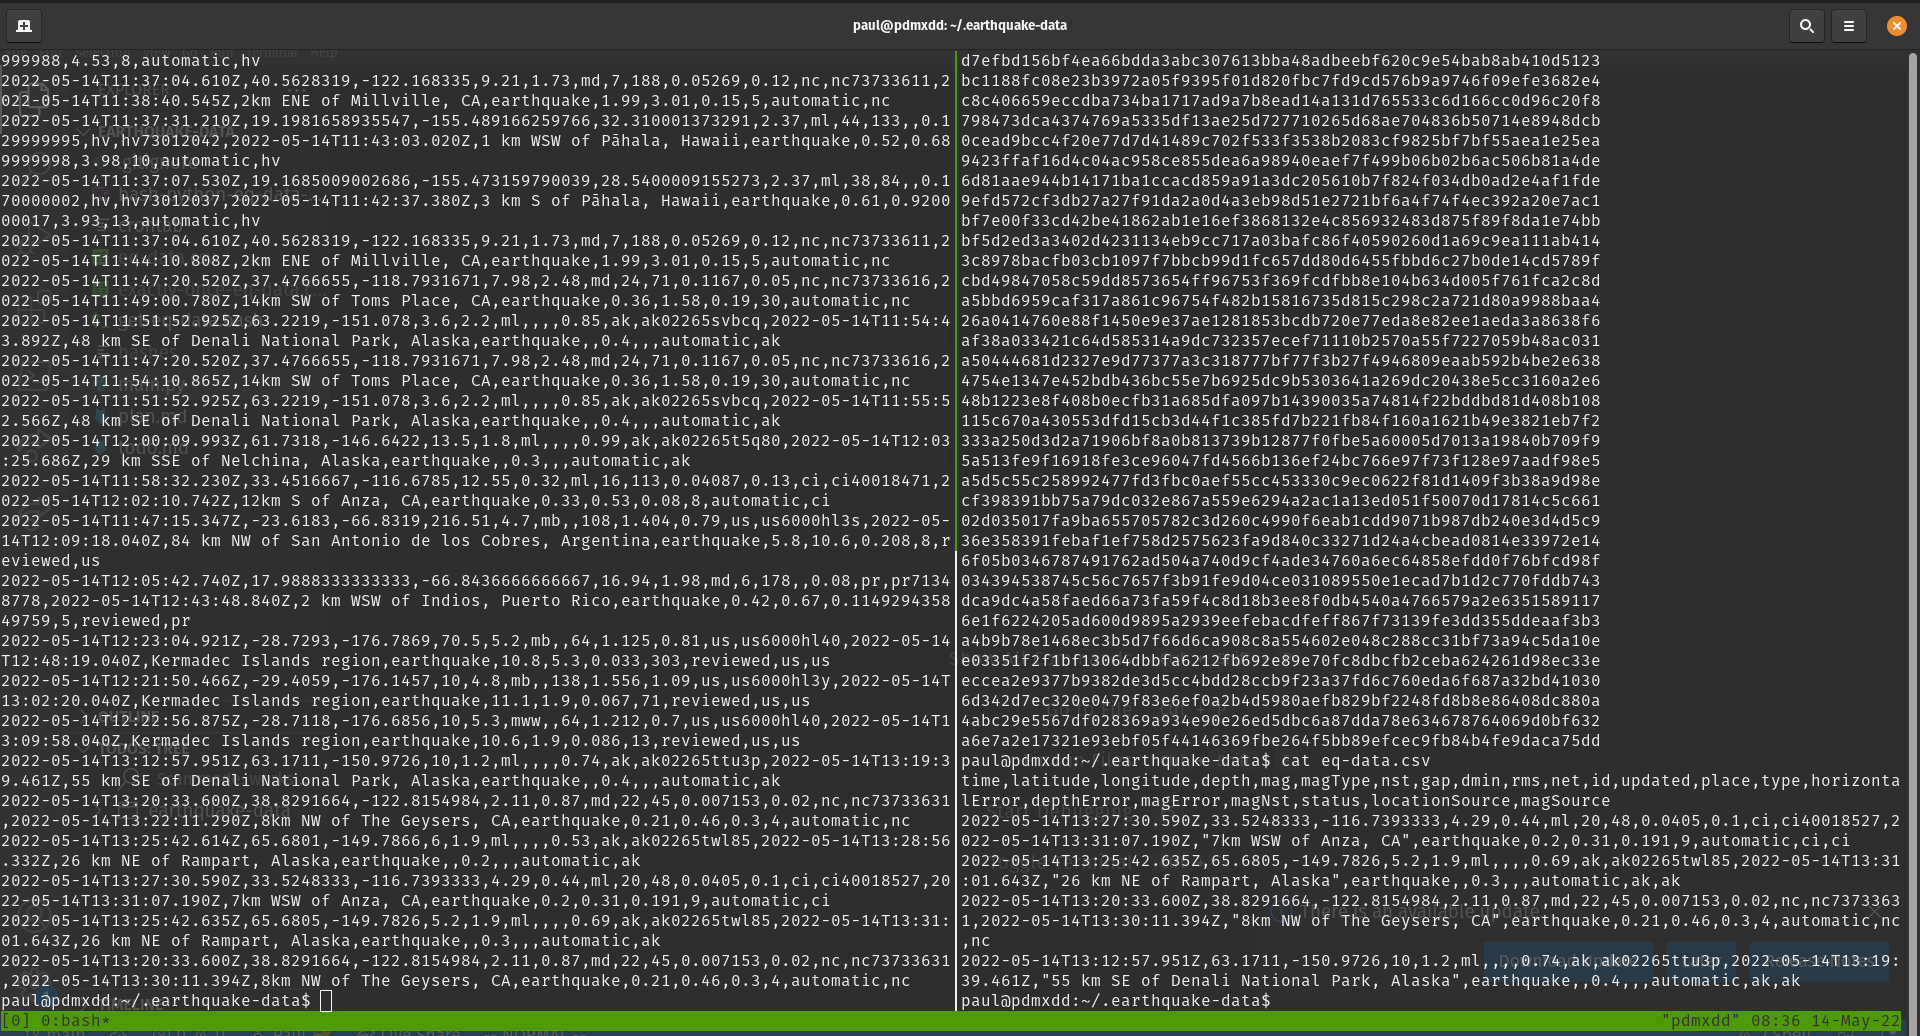 paul@pdmxdd: ~/.earthquake-data
999988,4.53,8,automatic,hv
2022-05-14T11:37:04.610Z,40.5628319,-122.168335,9.21,1.73,md,7,188,0.05269,0.12,nc,nc73733611,2
022-05-14T11:38:40.545Z,2km ENE of Millville, CA,earthquake,1.99,3.01,0.15,5,automatic,nc
2022-05-14T11:37:31.210Z,19.1981658935547,-155.489166259766,32.310001373291,2.37,ml,44,133,,0.1
29999995,hv,hv73012042,2022-05-14T11:43:03.020Z,1 km WSW of Pāhala, Hawaii,earthquake,0.52,0.68
9999998,3.98,10,automatic,hv
2022-05-14T11:37:07.530Z,19.1685009002686,-155.473159790039,28.5400009155273,2.37,ml,38,84,,0.1
70000002,hv,hv73012037,2022-05-14T11:42:37.380Z,3 km S of Pāhala, Hawaii,earthquake,0.61,0.9200
00017,3.93,13,automatic,hv
2022-05-14T11:37:04.610Z,40.5628319,-122.168335,9.21,1.73,md,7,188,0.05269,0.12,nc,nc73733611,2
022-05-14T11:44:10.808Z,2km ENE of Millville, CA,earthquake,1.99,3.01,0.15,5,automatic,nc
2022-05-14T11:47:20.520Z,37.4766655,-118.7931671,7.98,2.48,md,24,71,0.1167,0.05,nc,nc73733616,2
022-05-14T11:49:00.780Z,14km SW of Toms Place, CA,earthquake,0.36,1.58,0.19,30,automatic,nc
2022-05-14T11:51:52.925Z,63.2219,-151.078,3.6,2.2,ml,,,,0.85,ak,ak02265svbcq,2022-05-14T11:54:4
3.892Z,48 km SE of Denali National Park, Alaska,earthquake,,0.4,,,automatic,ak
2022-05-14T11:47:20.520Z,37.4766655,-118.7931671,7.98,2.48,md,24,71,0.1167,0.05,nc,nc73733616,2
022-05-14T11:54:10.865Z,14km SW of Toms Place, CA,earthquake,0.36,1.58,0.19,30,automatic,nc
2022-05-14T11:51:52.925Z,63.2219,-151.078,3.6,2.2,ml,,,,0.85,ak,ak02265svbcq,2022-05-14T11:55:5
2.566Z,48 km SE of Denali National Park, Alaska,earthquake,,0.4,,,automatic,ak
2022-05-14T12:00:09.993Z,61.7318,-146.6422,13.5,1.8,ml,,,,0.99,ak,ak02265t5q80,2022-05-14T12:03
:25.686Z,29 km SSE of Nelchina, Alaska,earthquake,,0.3,,,automatic,ak
2022-05-14T11:58:32.230Z,33.4516667,-116.6785,12.55,0.32,ml,16,113,0.04087,0.13,ci,ci40018471,2
022-05-14T12:02:10.742Z,12km S of Anza, CA,earthquake,0.33,0.53,0.08,8,automatic,ci
2022-05-14T11:47:15.347Z,-23.6183,-66.8319,216.51,4.7,mb,,108,1.404,0.79,us,us6000hl3s,2022-05-
14T12:09:18.040Z,84 km NW of San Antonio de los Cobres, Argentina,earthquake,5.8,10.6,0.208,8,r
eviewed,us
2022-05-14T12:05:42.740Z,17.9888333333333,-66.8436666666667,16.94,1.98,md,6,178,,0.08,pr,pr7134
8778,2022-05-14T12:43:48.840Z,2 km WSW of Indios, Puerto Rico,earthquake,0.42,0.67,0.1149294358
49759,5,reviewed,pr
2022-05-14T12:23:04.921Z,-28.7293,-176.7869,70.5,5.2,mb,,64,1.125,0.81,us,us6000hl40,2022-05-14
T12:48:19.040Z,Kermadec Islands region,earthquake,10.8,5.3,0.033,303,reviewed,us,us
2022-05-14T12:21:50.466Z,-29.4059,-176.1457,10,4.8,mb,,138,1.556,1.09,us,us6000hl3y,2022-05-14T
13:02:20.040Z,Kermadec Islands region,earthquake,11.1,1.9,0.067,71,reviewed,us,us
2022-05-14T12:22:56.875Z,-28.7118,-176.6856,10,5.3,mww,,64,1.212,0.7,us,us6000hl40,2022-05-14T1
3:09:58.040Z,Kermadec Islands region,earthquake,10.6,1.9,0.086,13,reviewed,us,us
2022-05-14T13:12:57.951Z,63.1711,-150.9726,10,1.2,ml,,,,0.74,ak,ak02265ttu3p,2022-05-14T13:19:3
9.461Z,55 km SE of Denali National Park, Alaska,earthquake,,0.4,,,automatic,ak
2022-05-14T13:20:33.600Z,38.8291664,-122.8154984,2.11,0.87,md,22,45,0.007153,0.02,nc,nc73733631
,2022-05-14T13:22:11.290Z,8km NW of The Geysers, CA,earthquake,0.21,0.46,0.3,4,automatic,nc
2022-05-14T13:25:42.614Z,65.6801,-149.7866,6,1.9,ml,,,,0.53,ak,ak02265twl85,2022-05-14T13:28:56
.332Z,26 km NE of Rampart, Alaska,earthquake,,0.2,,,automatic,ak
2022-05-14T13:27:30.590Z,33.5248333,-116.7393333,4.29,0.44,ml,20,48,0.0405,0.1,ci,ci40018527,20
22-05-14T13:31:07.190Z,7km WSW of Anza, CA,earthquake,0.2,0.31,0.191,9,automatic,ci
2022-05-14T13:25:42.635Z,65.6805,-149.7826,5.2,1.9,ml,,,,0.69,ak,ak02265twl85,2022-05-14T13:31:
01.643Z,26 km NE of Rampart, Alaska,earthquake,,0.3,,,automatic,ak
2022-05-14T13:20:33.600Z,38.8291664,-122.8154984,2.11,0.87,md,22,45,0.007153,0.02,nc,nc73733631
,2022-05-14T13:30:11.394Z,8km NW of The Geysers, CA,earthquake,0.21,0.46,0.3,4,automatic,nc
paul@pdmxdd:~/.earthquake-data$
d7efbd156bf4ea66bdda3abc307613bba48adbeebf620c9e54bab8ab410d5123
bc1188fc08e23b3972a05f9395f01d820fbc7fd9cd576b9a9746f09efe3682e4
c8c406659eccdba734ba1717ad9a7b8ead14a131d765533c6d166cc0d96c20f8
798473dca4374769a5335df13ae25d727710265d68ae704836b50714e8948dcb
0cead9bcc4f20e77d7d41489c702f533f3538b2083cf9825bf7bf55aea1e25ea
9423ffaf16d4c04ac958ce855dea6a98940eaef7f499b06b02b6ac506b81a4de
6d81aae944b14171ba1ccacd859a91a3dc205610b7f824f034db0ad2e4af1fde
9efd572cf3db27a27f91da2a0d4a3eb98d51e2721bf6a4f74f4ec392a20e7ac1
bf7e00f33cd42be41862ab1e16ef3868132e4c856932483d875f89f8da1e74bb
bf5d2ed3a3402d4231134eb9cc717a03bafc86f40590260d1a69c9ea111ab414
3c8978bacfb03cb1097f7bbcb99d1fc657dd80d6455fbbd6c27b0de14cd5789f
cbd49847058c59dd8573654ff96753f369fcdfbb8e104b634d005f761fca2c8d
a5bbd6959caf317a861c96754f482b15816735d815c298c2a721d80a9988baa4
26a0414760e88f1450e9e37ae1281853bcdb720e77eda8e82ee1aeda3a8638f6
af38a033421c64d585314a9dc732357ecef71110b2570a55f7227059b48ac031
a50444681d2327e9d77377a3c318777bf77f3b27f4946809eaab592b4be2e638
4754e1347e452bdb436bc55e7b6925dc9b5303641a269dc20438e5cc3160a2e6
48b1223e8f408b0ecfb31a685dfa097b14390035a74814f22bddbd81d408b108
115c670a430553dfd15cb3d44f1c385fd7b221fb84f160a1621b49e3821eb7f2
333a250d3d2a71906bf8a0b813739b12877f0fbe5a60005d7013a19840b709f9
5a513fe9f16918fe3ce96047fd4566b136ef24bc766e97f73f128e97aadf98e5
a5d5c55c258992477fd3fbc0aef55cc453330c9ec0622f81d1409f3b38a9d98e
cf398391bb75a79dc032e867a559e6294a2ac1a13ed051f50070d17814c5c661
02d035017fa9ba655705782c3d260c4990f6eab1cdd9071b987db240e3d4d5c9
36e358391febaf1ef758d2575623fa9d840c33271d24a4cbead0814e33972e14
6f05b0346787491762ad504a740d9cf4ade34760a6ec64858efdd0f76bfcd98f
034394538745c56c7657f3b91fe9d04ce031089550e1ecad7b1d2c770fddb743
dca9dc4a58faed66a73fa59f4c8d18b3ee8f0db4540a4766579a2e6351589117
6e1f6224205ad600d9895a2939eefebacdfeff867f73139fe3dd355ddeaaf3b3
a4b9b78e1468ec3b5d7f66d6ca908c8a554602e048c288cc31bf73a94c5da10e
e03351f2f1bf13064dbbfa6212fb692e89e70fc8dbcfb2ceba624261d98ec33e
eccea2e9377b9382de3d5cc4bdd28ccb9f23a37fd6c760eda6f687a32bd41030
6d342d7ec320e0479f83e6ef0a2b4d5980aefb829bf2248fd8b8e86408dc880a
4abc29e5567df028369a934e90e26ed5dbc6a87dda78e634678764069d0bf632
a6e7a2e17321e93ebf05f44146369fbe264f5bb89efcec9fb84b4fe9daca75dd
paul@pdmxdd:~/.earthquake-data$ cat eq-data.csv
time,latitude,longitude,depth,mag,magType,nst,gap,dmin,rms,net,id,updated,place,type,horizonta
lError,depthError,magError,magNst,status,locationSource,magSource
2022-05-14T13:27:30.590Z,33.5248333,-116.7393333,4.29,0.44,ml,20,48,0.0405,0.1,ci,ci40018527,2
022-05-14T13:31:07.190Z,"7km WSW of Anza, CA",earthquake,0.2,0.31,0.191,9,automatic,ci,ci
2022-05-14T13:25:42.635Z,65.6805,-149.7826,5.2,1.9,ml,,,,0.69,ak,ak02265twl85,2022-05-14T13:31
:01.643Z,"26 km NE of Rampart, Alaska",earthquake,,0.3,,,automatic,ak,ak
2022-05-14T13:20:33.600Z,38.8291664,-122.8154984,2.11,0.87,md,22,45,0.007153,0.02,nc,nc7373363
1,2022-05-14T13:30:11.394Z,"8km NW of The Geysers, CA",earthquake,0.21,0.46,0.3,4,automatic,nc
,nc
2022-05-14T13:12:57.951Z,63.1711,-150.9726,10,1.2,ml,,,,0.74,ak,ak02265ttu3p,2022-05-14T13:19:
39.461Z,"55 km SE of Denali National Park, Alaska",earthquake,,0.4,,,automatic,ak,ak
paul@pdmxdd:~/.earthquake-data$
[0] 0:bash*
"pdmxdd" 08:36 14-May-22